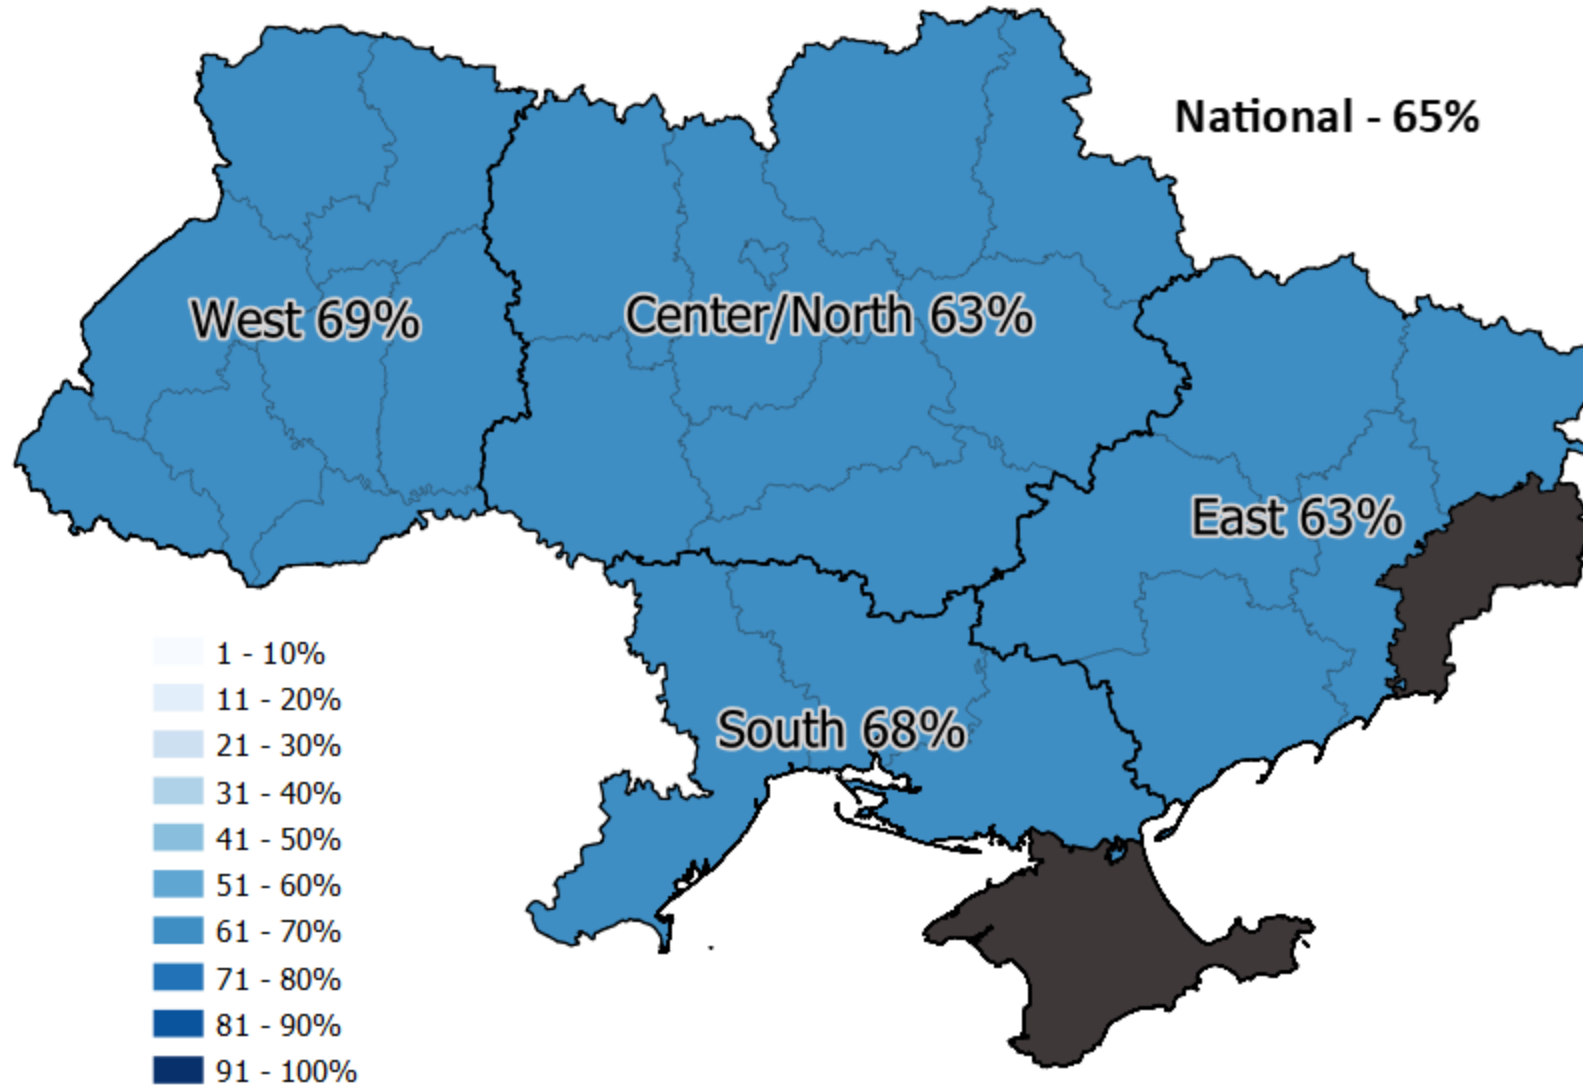 National - 65%
West 69%
Center/North 63%
East 63%
South 68%
1 - 10%
11 - 20%
21 - 30%
31 - 40%
41 - 50%
51 - 60%
61 - 70%
71 - 80%
81 - 90%
91 - 100%